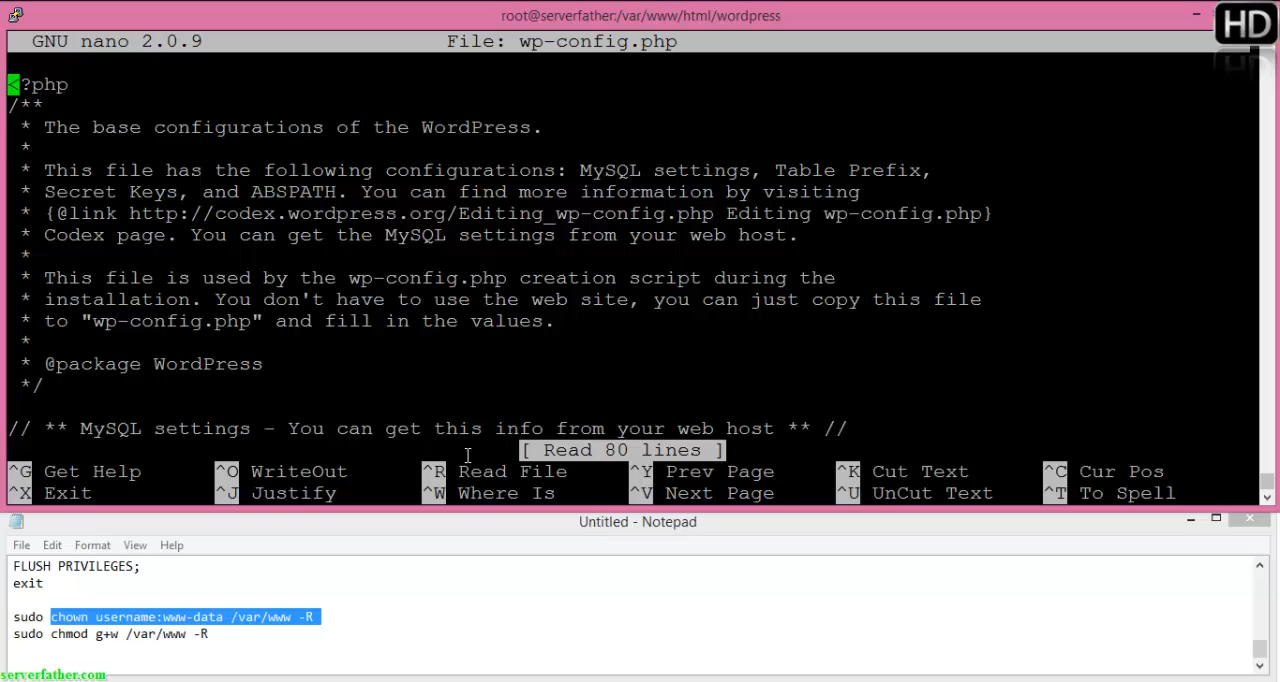 root@serverfather:/var/www/html/wordpress
HD
GNU nano 2.0.9 File: wp-config.php
<?php
/**
* The base configurations of the WordPress.
*
* This file has the following configurations: MySQL settings, Table Prefix,
* Secret Keys, and ABSPATH. You can find more information by visiting
* {@link http://codex.wordpress.org/Editing_wp-config.php Editing wp-config.php}
* Codex page. You can get the MySQL settings from your web host.
*
* This file is used by the wp-config.php creation script during the
* installation. You don't have to use the web site, you can just copy this file
* to "wp-config.php" and fill in the values.
*
* @package WordPress
*/
// ** MySQL settings - You can get this info from your web host ** //
[ Read 80 lines ]
^G Get Help ^O WriteOut ^R Read File ^Y Prev Page ^K Cut Text ^C Cur Pos
^X Exit ^J Justify ^W Where Is ^V Next Page ^U UnCut Text ^T To Spell
Untitled - Notepad
File Edit Format View Help
FLUSH PRIVILEGES;
exit
sudo chown username:www-data /var/www -R
sudo chmod g+w /var/www -R
serverfather.com